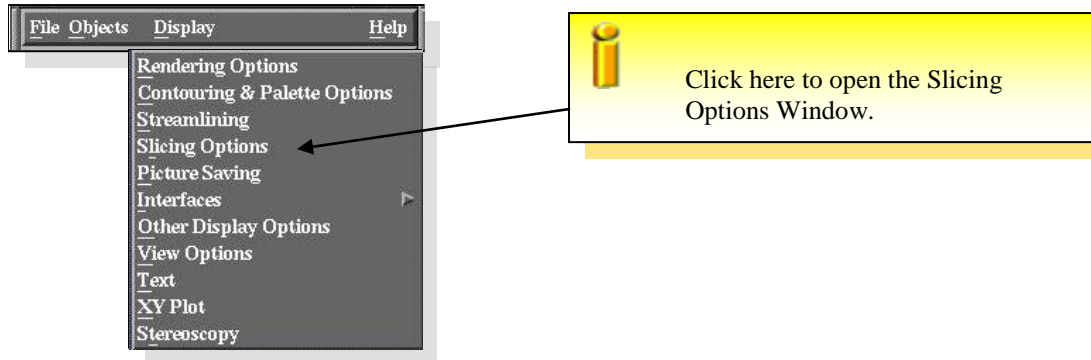 File Objects Display Help
Rendering Options
Contouring & Palette Options
Streamlining
Slicing Options
Picture Saving
Interfaces
Other Display Options
View Options
Text
XY Plot
Stereoscopy
Click here to open the Slicing
Options Window.